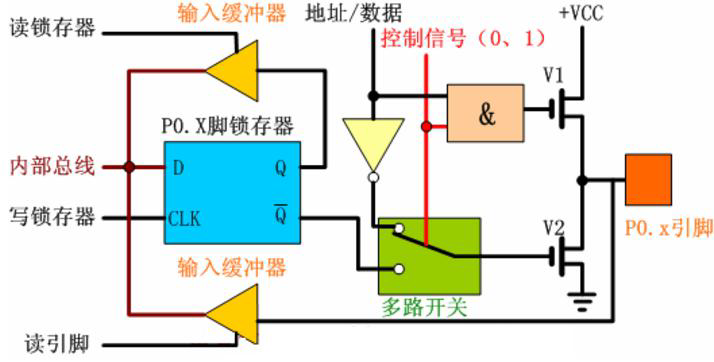 读锁存器
输入缓冲器
地址/数据
控制信号（0、1）
+VCC
V1
&
P0.X脚锁存器
内部总线
D
Q
写锁存器
CLK
Q̅
V2
P0.x引脚
输入缓冲器
多路开关
读引脚